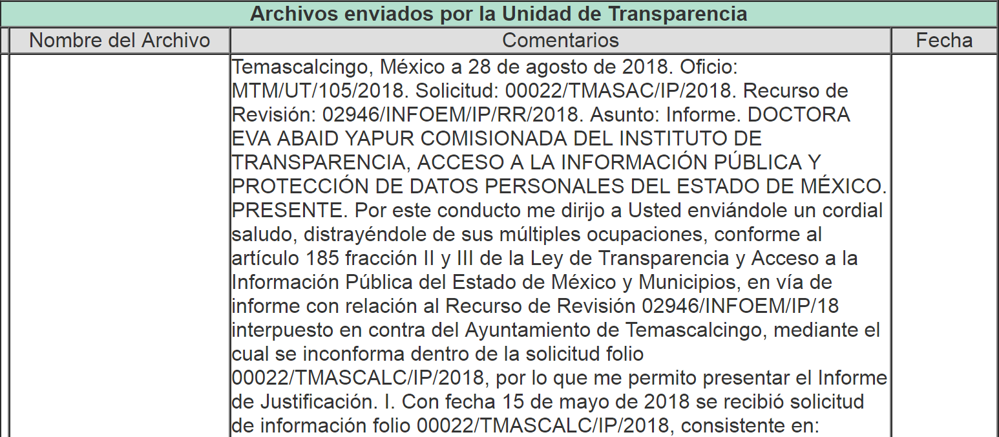 Archivos enviados por la Unidad de Transparencia
Nombre del Archivo Comentarios Fecha
Temascalcingo, México a 28 de agosto de 2018. Oficio:
MTM/UT/105/2018. Solicitud: 00022/TMASAC/IP/2018. Recurso de
Revisión: 02946/INFOEM/IP/RR/2018. Asunto: Informe. DOCTORA
EVA ABAID YAPUR COMISIONADA DEL INSTITUTO DE
TRANSPARENCIA, ACCESO A LA INFORMACIÓN PÚBLICA Y
PROTECCIÓN DE DATOS PERSONALES DEL ESTADO DE MÉXICO.
PRESENTE. Por este conducto me dirijo a Usted enviándole un cordial
saludo, distrayéndole de sus múltiples ocupaciones, conforme al
artículo 185 fracción II y III de la Ley de Transparencia y Acceso a la
Información Pública del Estado de México y Municipios, en vía de
informe con relación al Recurso de Revisión 02946/INFOEM/IP/18
interpuesto en contra del Ayuntamiento de Temascalcingo, mediante el
cual se inconforma dentro de la solicitud folio
00022/TMASCALC/IP/2018, por lo que me permito presentar el Informe
de Justificación. I. Con fecha 15 de mayo de 2018 se recibió solicitud
de información folio 00022/TMASCALC/IP/2018, consistente en: